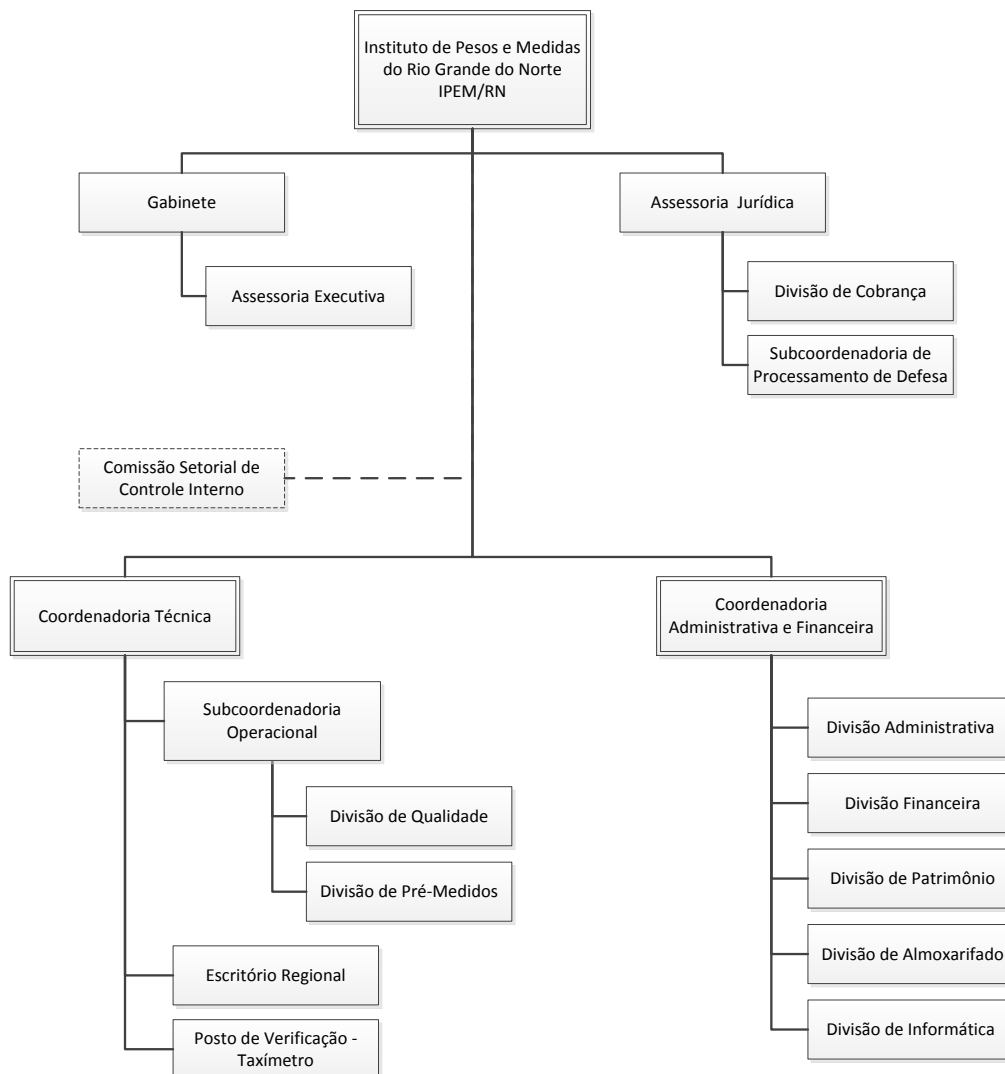 Instituto de Pesos e Medidas
do Rio Grande do Norte
IPEM/RN
Gabinete
Assessoria Jurídica
Assessoria Executiva
Divisão de Cobrança
Subcoordenadoria de
Processamento de Defesa
Comissão Setorial de
Controle Interno
Coordenadoria Técnica
Coordenadoria
Administrativa e Financeira
Subcoordenadoria
Operacional
Divisão de Qualidade
Divisão de Pré-Medidos
Escritório Regional
Posto de Verificação -
Taxímetro
Divisão Administrativa
Divisão Financeira
Divisão de Patrimônio
Divisão de Almoxarifado
Divisão de Informática